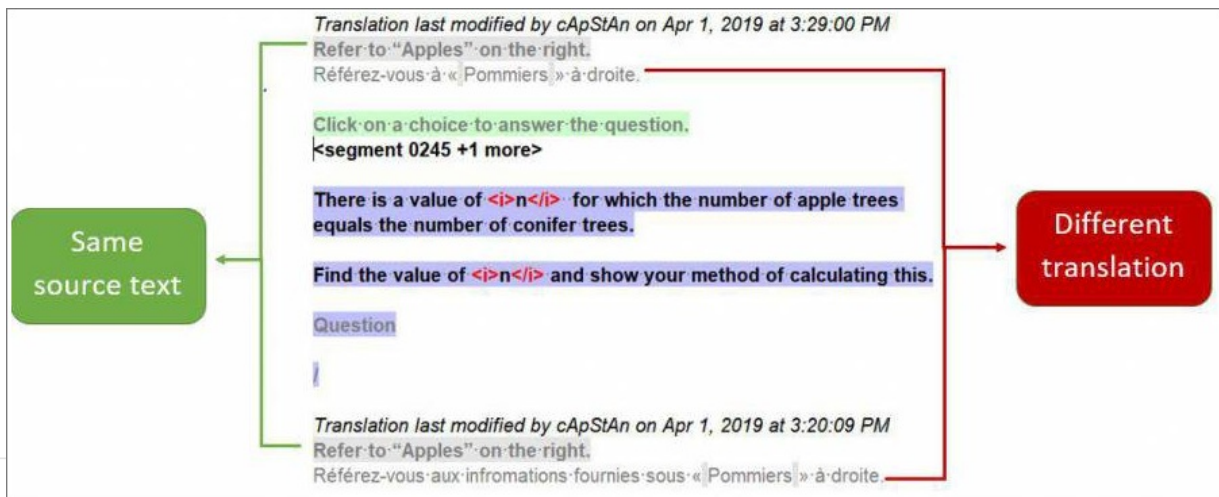 Translation last modified by cApStAn on Apr 1, 2019 at 3:29:00 PM
Refer to “Apples” on the right.
Référez-vous à « Pommiers » à droite.
Click on a choice to answer the question.
<segment 0245 +1 more>
There is a value of <i>n</i> for which the number of apple trees
equals the number of conifer trees.
Find the value of <i>n</i> and show your method of calculating this.
Question
/
Translation last modified by cApStAn on Apr 1, 2019 at 3:20:09 PM
Refer to “Apples” on the right.
Référez-vous aux infromations fournies sous « Pommiers » à droite.
Same
source text
Different
translation